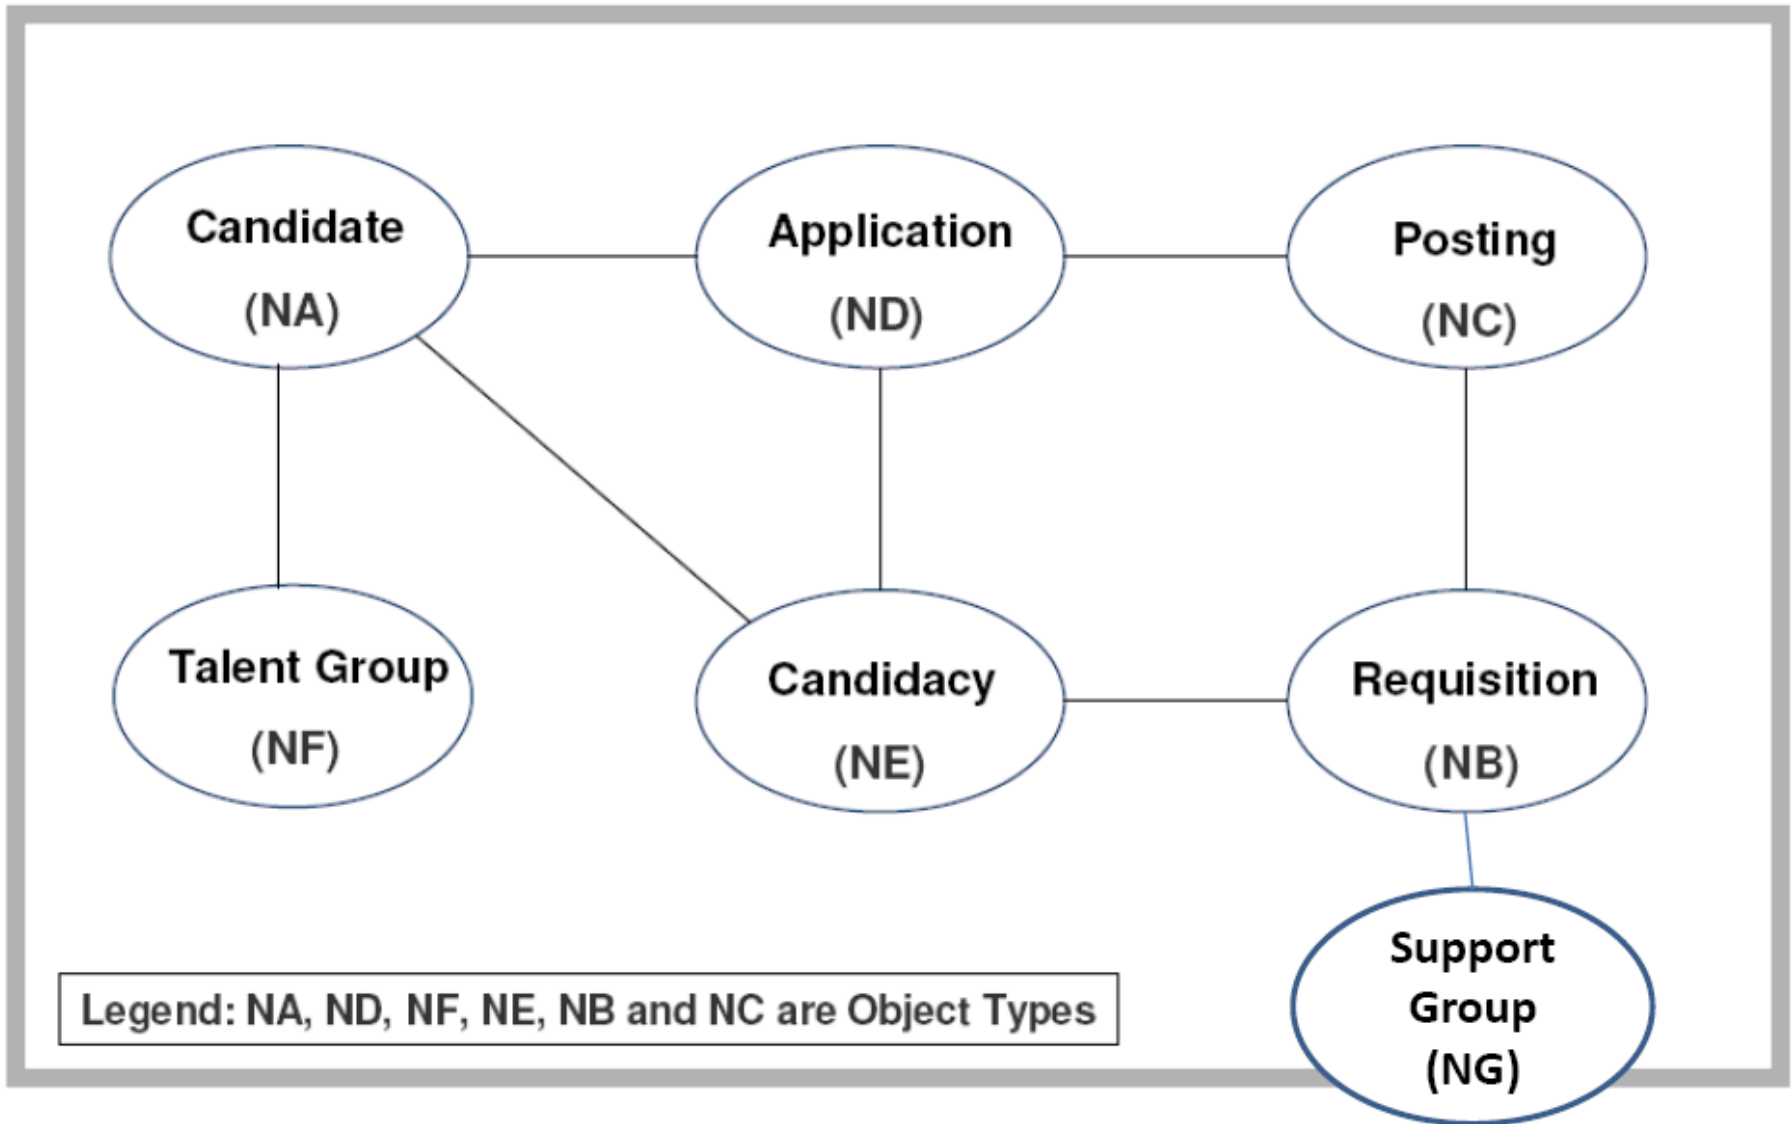 Candidate
(NA)
Application
(ND)
Posting
(NC)
Talent Group
(NF)
Candidacy
(NE)
Requisition
(NB)
Support
Group
(NG)
Legend: NA, ND, NF, NE, NB and NC are Object Types